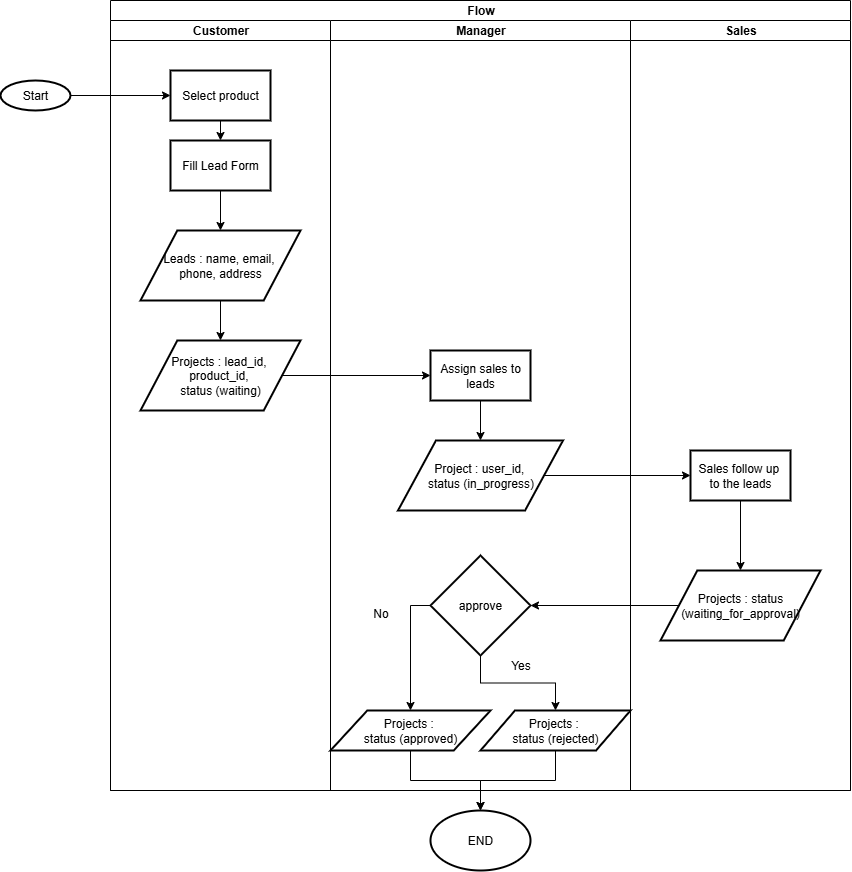 Flow
Customer
Manager
Sales
Start
Select product
Fill Lead Form
Leads : name, email,
phone, address
Projects : lead_id,
product_id,
status (waiting)
Assign sales to
leads
Project : user_id,
status (in_progress)
Sales follow up
to the leads
Projects : status
(waiting_for_approval)
approve
No
Yes
Projects :
status (approved)
Projects :
status (rejected)
END